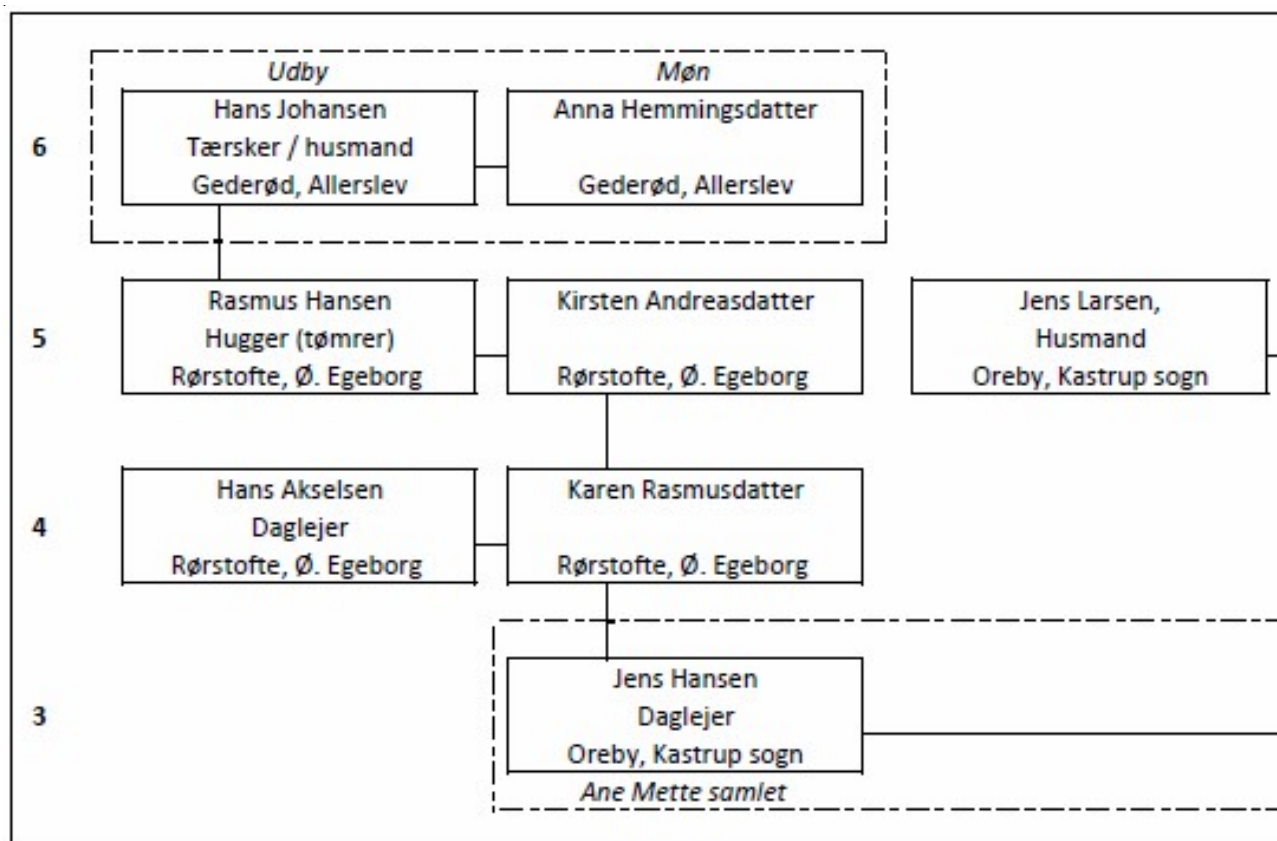 Udby
Møn
6
Hans Johansen
Tærsker / husmand
Gederød, Allerslev
Anna Hemmingsdatter
Gederød, Allerslev
5
Rasmus Hansen
Hugger (tømrer)
Rørstofte, Ø. Egeborg
Kirsten Andreasdatter
Rørstofte, Ø. Egeborg
Jens Larsen,
Husmand
Oreby, Kastrup sogn
4
Hans Akselsen
Daglejer
Rørstofte, Ø. Egeborg
Karen Rasmusdatter
Rørstofte, Ø. Egeborg
3
Jens Hansen
Daglejer
Oreby, Kastrup sogn
Ane Mette samlet